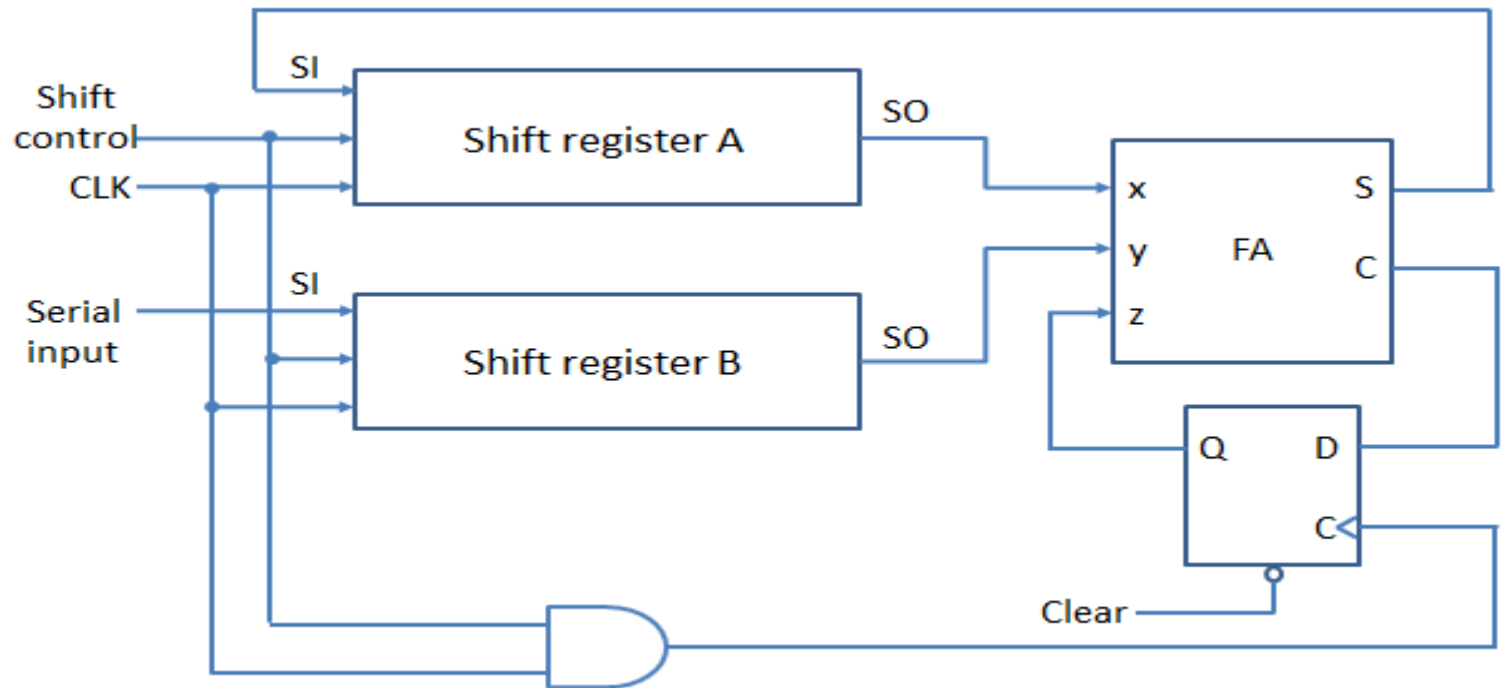 SI
Shift
control
CLK
Shift register A
SO
x
S
y
FA
C
z
SI
Serial
input
Shift register B
SO
Q
D
C
Clear